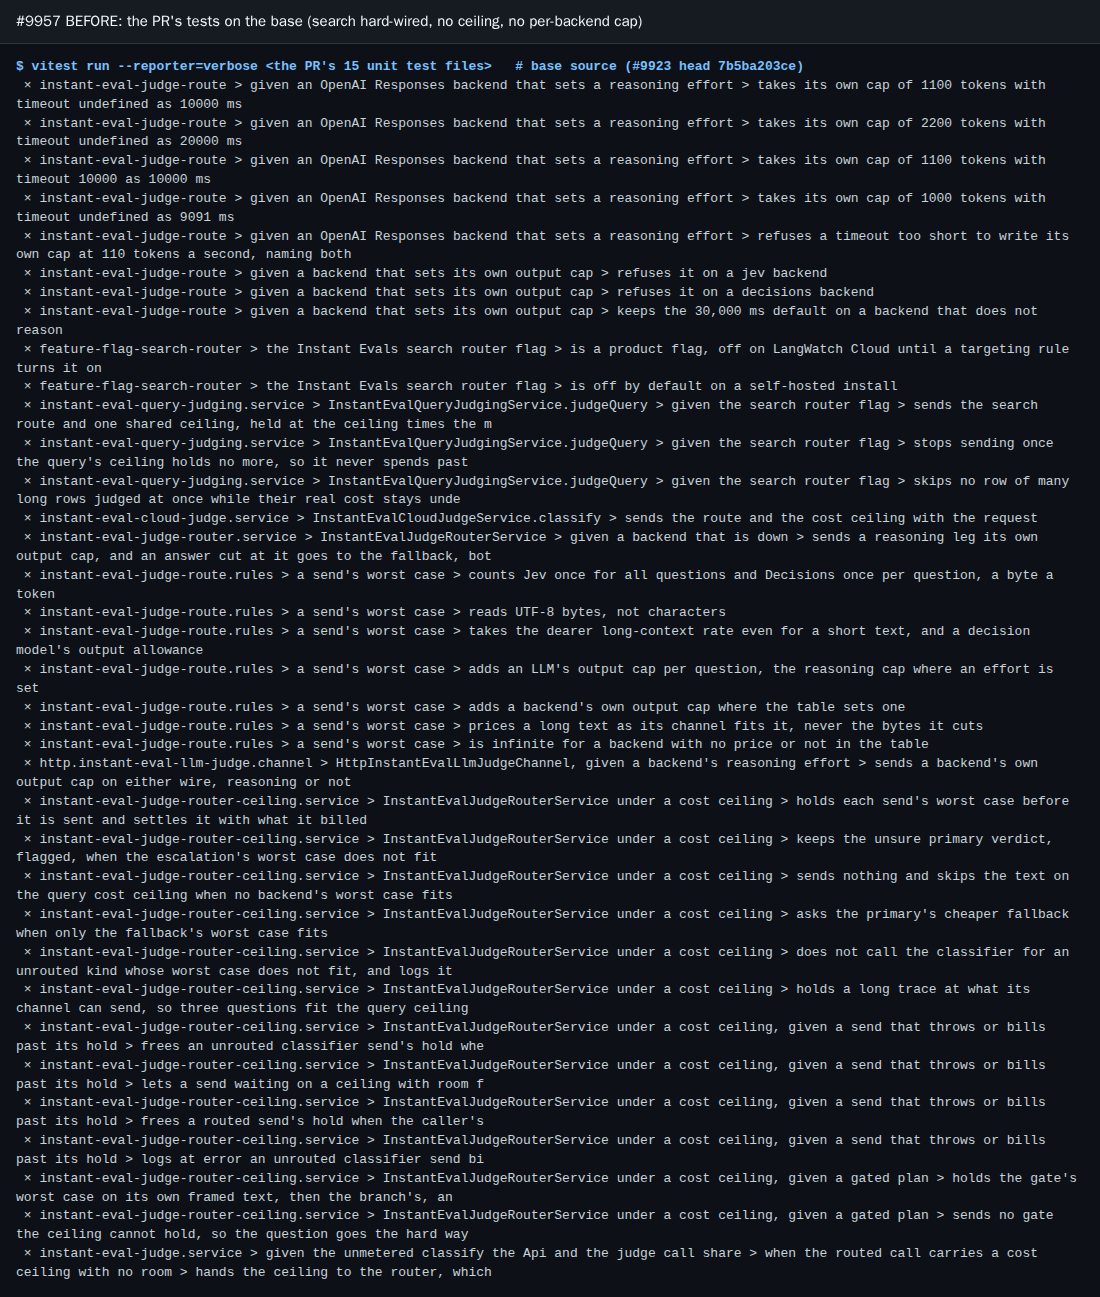 #9957 BEFORE: the PR's tests on the base (search hard-wired, no ceiling, no per-backend cap)
$ vitest run --reporter=verbose <the PR's 15 unit test files>   # base source (#9923 head 7b5ba203ce)
× instant-eval-judge-route > given an OpenAI Responses backend that sets a reasoning effort > takes its own cap of 1100 tokens with
timeout undefined as 10000 ms
× instant-eval-judge-route > given an OpenAI Responses backend that sets a reasoning effort > takes its own cap of 2200 tokens with
timeout undefined as 20000 ms
× instant-eval-judge-route > given an OpenAI Responses backend that sets a reasoning effort > takes its own cap of 1100 tokens with
timeout 10000 as 10000 ms
× instant-eval-judge-route > given an OpenAI Responses backend that sets a reasoning effort > takes its own cap of 1000 tokens with
timeout undefined as 9091 ms
× instant-eval-judge-route > given an OpenAI Responses backend that sets a reasoning effort > refuses a timeout too short to write its
own cap at 110 tokens a second, naming both
× instant-eval-judge-route > given a backend that sets its own output cap > refuses it on a jev backend
× instant-eval-judge-route > given a backend that sets its own output cap > refuses it on a decisions backend
× instant-eval-judge-route > given a backend that sets its own output cap > keeps the 30,000 ms default on a backend that does not
reason
× feature-flag-search-router > the Instant Evals search router flag > is a product flag, off on LangWatch Cloud until a targeting rule
turns it on
× feature-flag-search-router > the Instant Evals search router flag > is off by default on a self-hosted install
× instant-eval-query-judging.service > InstantEvalQueryJudgingService.judgeQuery > given the search router flag > sends the search
route and one shared ceiling, held at the ceiling times the m
× instant-eval-query-judging.service > InstantEvalQueryJudgingService.judgeQuery > given the search router flag > stops sending once
the query's ceiling holds no more, so it never spends past
× instant-eval-query-judging.service > InstantEvalQueryJudgingService.judgeQuery > given the search router flag > skips no row of many
long rows judged at once while their real cost stays unde
× instant-eval-cloud-judge.service > InstantEvalCloudJudgeService.classify > sends the route and the cost ceiling with the request
× instant-eval-judge-router.service > InstantEvalJudgeRouterService > given a backend that is down > sends a reasoning leg its own
output cap, and an answer cut at it goes to the fallback, bot
× instant-eval-judge-route.rules > a send's worst case > counts Jev once for all questions and Decisions once per question, a byte a
token
× instant-eval-judge-route.rules > a send's worst case > reads UTF-8 bytes, not characters
× instant-eval-judge-route.rules > a send's worst case > takes the dearer long-context rate even for a short text, and a decision
model's output allowance
× instant-eval-judge-route.rules > a send's worst case > adds an LLM's output cap per question, the reasoning cap where an effort is
set
× instant-eval-judge-route.rules > a send's worst case > adds a backend's own output cap where the table sets one
× instant-eval-judge-route.rules > a send's worst case > prices a long text as its channel fits it, never the bytes it cuts
× instant-eval-judge-route.rules > a send's worst case > is infinite for a backend with no price or not in the table
× http.instant-eval-llm-judge.channel > HttpInstantEvalLlmJudgeChannel, given a backend's reasoning effort > sends a backend's own
output cap on either wire, reasoning or not
× instant-eval-judge-router-ceiling.service > InstantEvalJudgeRouterService under a cost ceiling > holds each send's worst case before
it is sent and settles it with what it billed
× instant-eval-judge-router-ceiling.service > InstantEvalJudgeRouterService under a cost ceiling > keeps the unsure primary verdict,
flagged, when the escalation's worst case does not fit
× instant-eval-judge-router-ceiling.service > InstantEvalJudgeRouterService under a cost ceiling > sends nothing and skips the text on
the query cost ceiling when no backend's worst case fits
× instant-eval-judge-router-ceiling.service > InstantEvalJudgeRouterService under a cost ceiling > asks the primary's cheaper fallback
when only the fallback's worst case fits
× instant-eval-judge-router-ceiling.service > InstantEvalJudgeRouterService under a cost ceiling > does not call the classifier for an
unrouted kind whose worst case does not fit, and logs it
× instant-eval-judge-router-ceiling.service > InstantEvalJudgeRouterService under a cost ceiling > holds a long trace at what its
channel can send, so three questions fit the query ceiling
× instant-eval-judge-router-ceiling.service > InstantEvalJudgeRouterService under a cost ceiling, given a send that throws or bills
past its hold > frees an unrouted classifier send's hold whe
× instant-eval-judge-router-ceiling.service > InstantEvalJudgeRouterService under a cost ceiling, given a send that throws or bills
past its hold > lets a send waiting on a ceiling with room f
× instant-eval-judge-router-ceiling.service > InstantEvalJudgeRouterService under a cost ceiling, given a send that throws or bills
past its hold > frees a routed send's hold when the caller's
× instant-eval-judge-router-ceiling.service > InstantEvalJudgeRouterService under a cost ceiling, given a send that throws or bills
past its hold > logs at error an unrouted classifier send bi
× instant-eval-judge-router-ceiling.service > InstantEvalJudgeRouterService under a cost ceiling, given a gated plan > holds the gate's
worst case on its own framed text, then the branch's, an
× instant-eval-judge-router-ceiling.service > InstantEvalJudgeRouterService under a cost ceiling, given a gated plan > sends no gate
the ceiling cannot hold, so the question goes the hard way
× instant-eval-judge.service > given the unmetered classify the Api and the judge call share > when the routed call carries a cost
ceiling with no room > hands the ceiling to the router, which